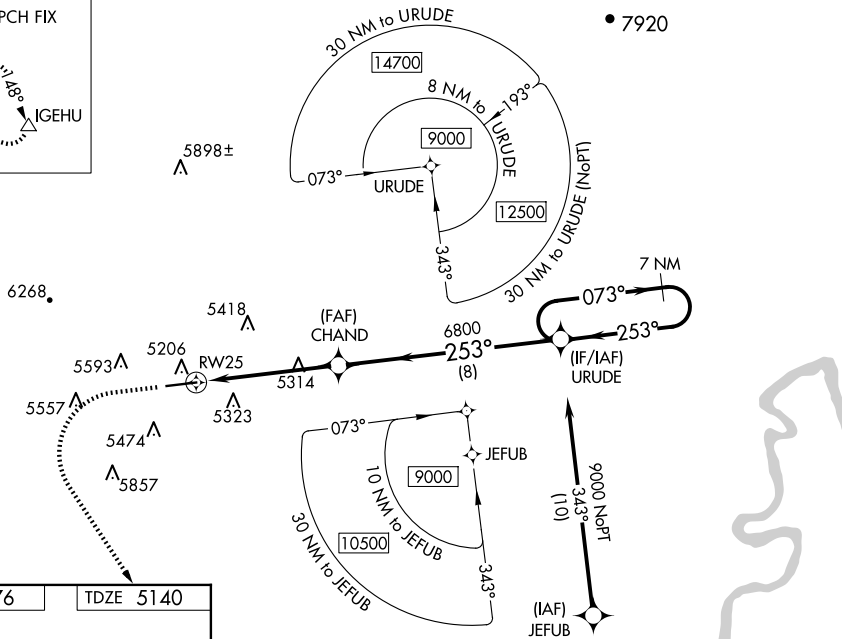 PCH FIX
148°
IGEHU
7920
30 NM to URUDE
14700
8 NM to URUDE
193°
9000
073°
URUDE
12500
343°
30 NM to URUDE (NoPT)
5898±
6268
5418
(FAF)
CHAND
6800
253°
(8)
7 NM
073°
253°
(IF/IAF)
URUDE
5593
5206
RW25
5314
5557
5323
5474
5857
073°
JEFUB
9000
10 NM to JEFUB
10500
30 NM to JEFUB
343°
9000 NoPT
343°
(10)
(IAF)
JEFUB
TDZE 5140